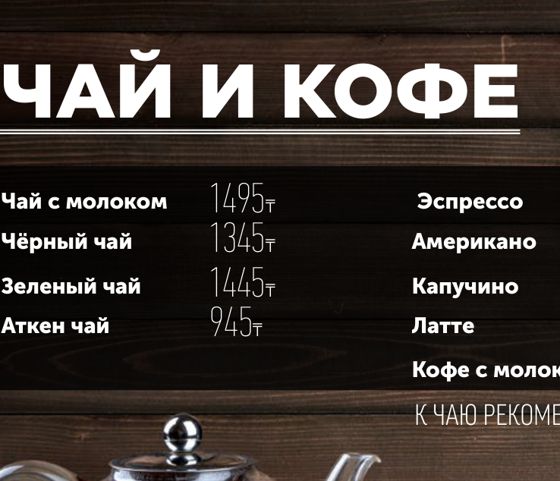 ЧАЙ И КОФЕ
Чай с молоком 1495₸
Чёрный чай 1345₸
Зеленый чай 1445₸
Аткен чай 945₸
Эспрессо
Американо
Капучино
Латте
Кофе с
К ЧАЮ